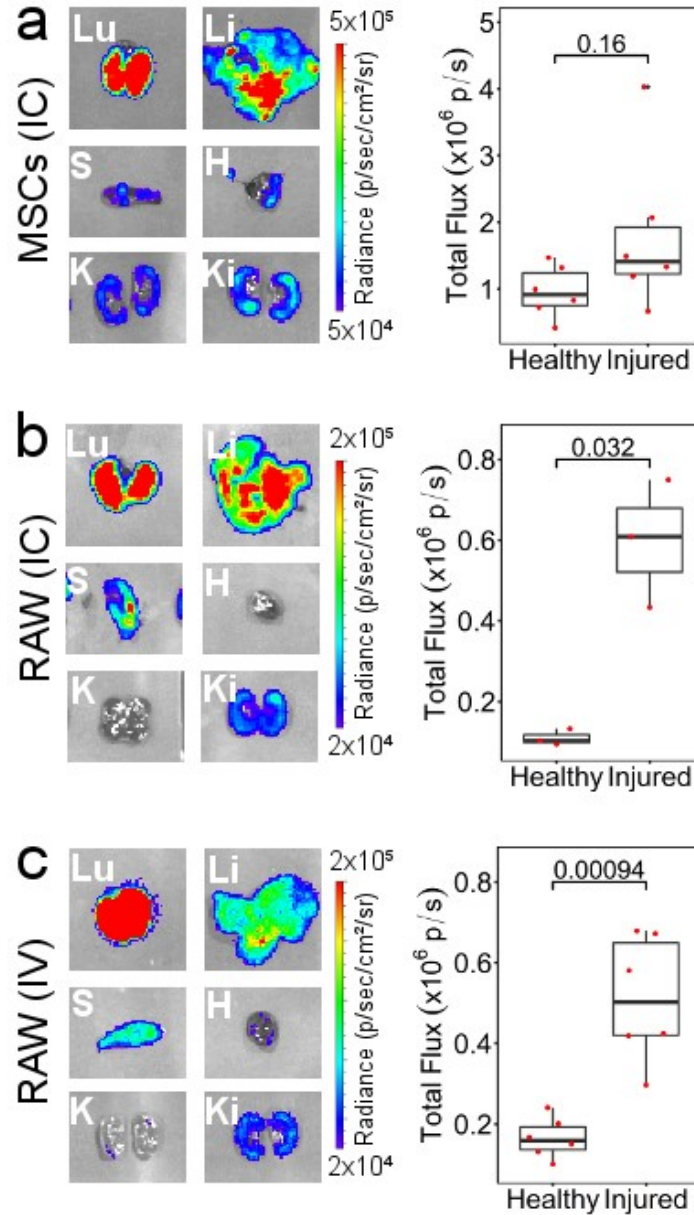 a
MSCs (IC)
Lu
Li
S
H
K
Ki
5x10⁵
Radiance (p/sec/cm²/sr)
5x10⁴
Total Flux (x10⁶ p/s)
5
4
2
1
0.16
Healthy Injured
b
RAW (IC)
Lu
Li
S
H
K
Ki
2x10⁵
Radiance (p/sec/cm²/sr)
2x10⁴
Total Flux (x10⁶ p/s)
0.8
0.6
0.4
0.2
0.032
Healthy Injured
c
RAW (IV)
Lu
Li
S
H
K
Ki
2x10⁵
Radiance (p/sec/cm²/sr)
2x10⁴
Total Flux (x10⁶ p/s)
0.8
0.6
0.4
0.2
0.00094
Healthy Injured